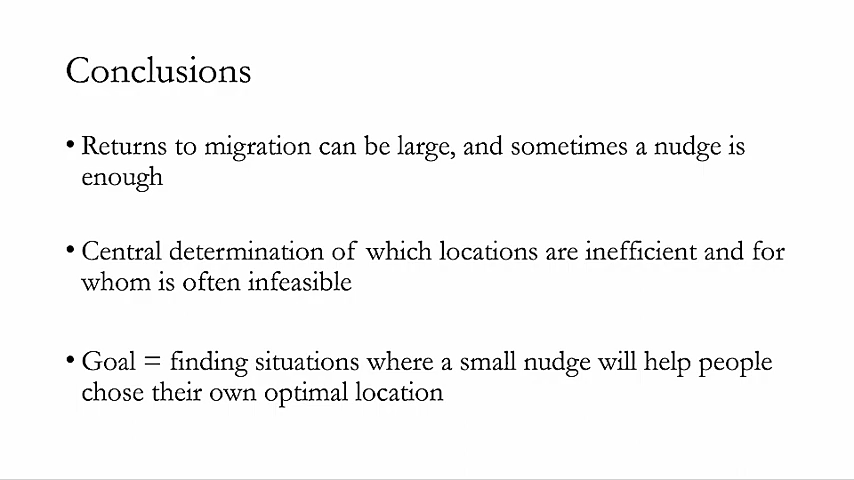 Conclusions
• Returns to migration can be large, and sometimes a nudge is
enough
• Central determination of which locations are inefficient and for
whom is often infeasible
• Goal = finding situations where a small nudge will help people
chose their own optimal location